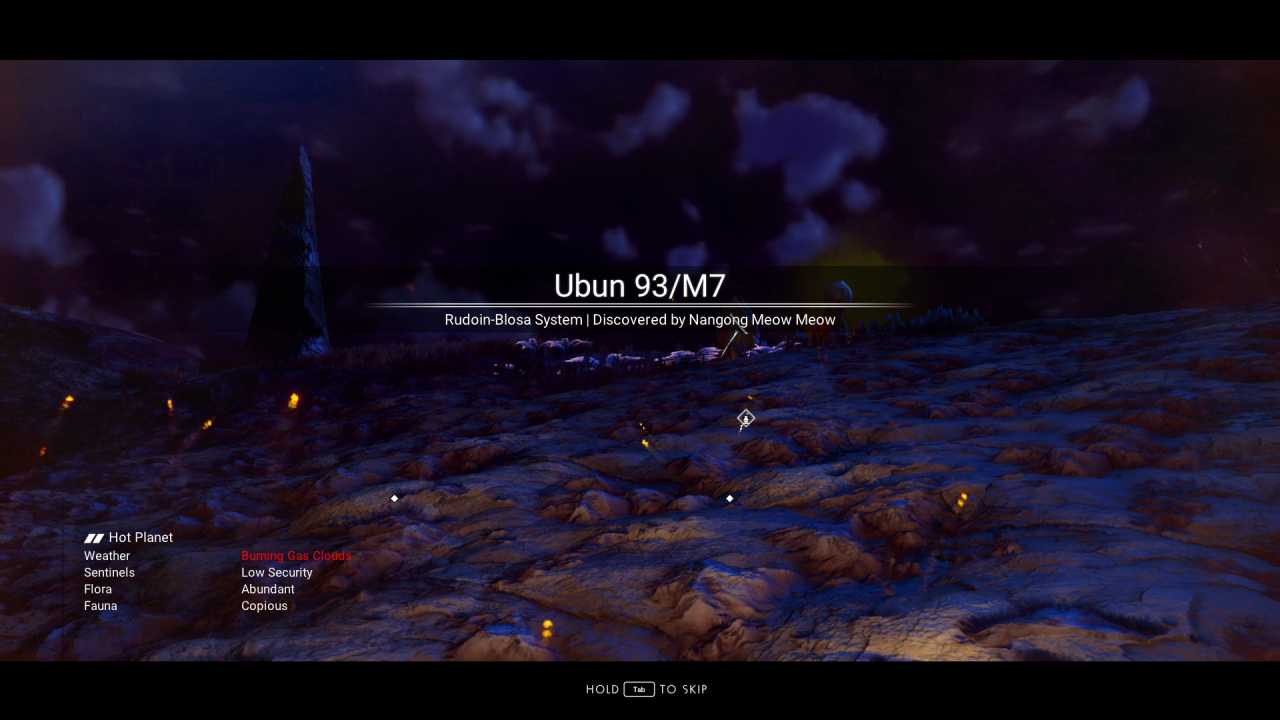 Ubun 93/M7
Rudoin-Blosa System | Discovered by Nangong Meow Meow
Hot Planet
Weather Burning Gas Clouds
Sentinels Low Security
Flora Abundant
Fauna Copious
HOLD Tab TO SKIP